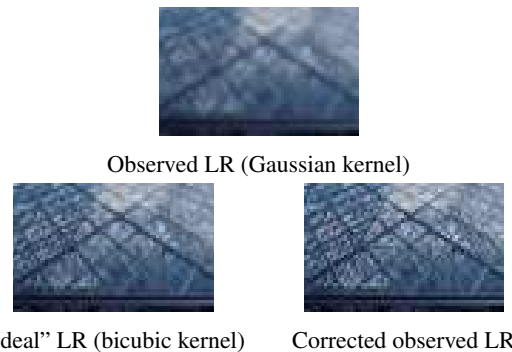 Observed LR (Gaussian kernel)
deal” LR (bicubic kernel)
Corrected observed LR